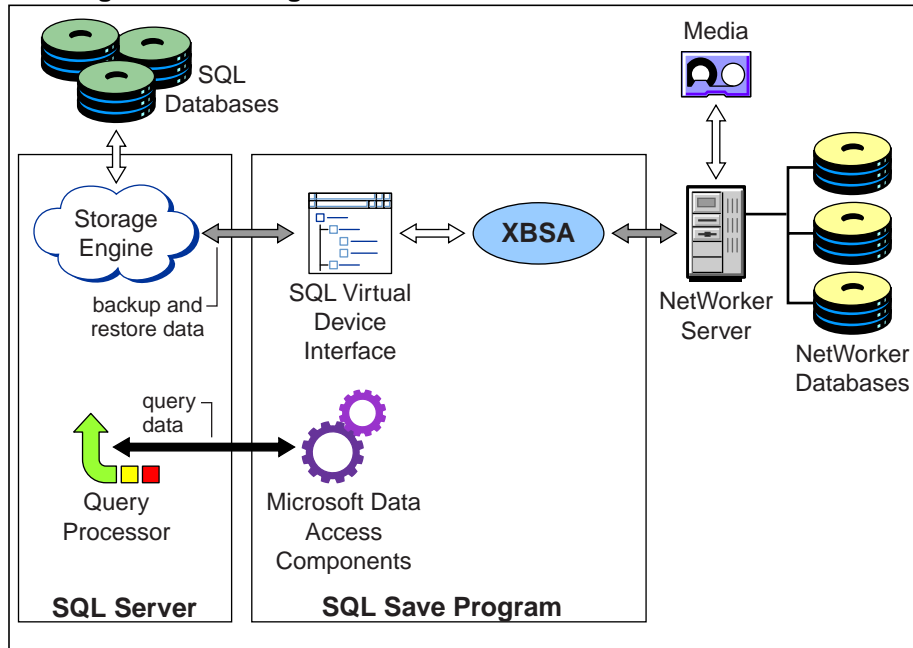 SQL
Databases
Media
Storage
Engine
XBSA
backup and
restore data
SQL Virtual
Device
Interface
NetWorker
Server
NetWorker
Databases
query
data
Query
Processor
Microsoft Data
Access
Components
SQL Server
SQL Save Program